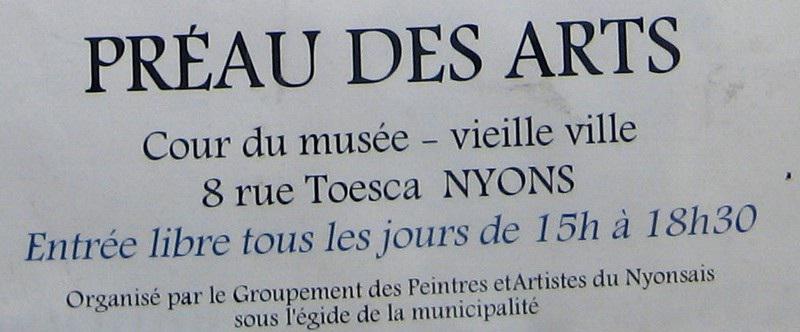 PRÉAU DES ARTS
Cour du musée – vieille ville
8 rue Toesca NYONS
Entrée libre tous les jours de 15h à 18h30
Organisé par le Groupement des Peintres etArtistes du Nyonsais
sous l'égide de la municipalité